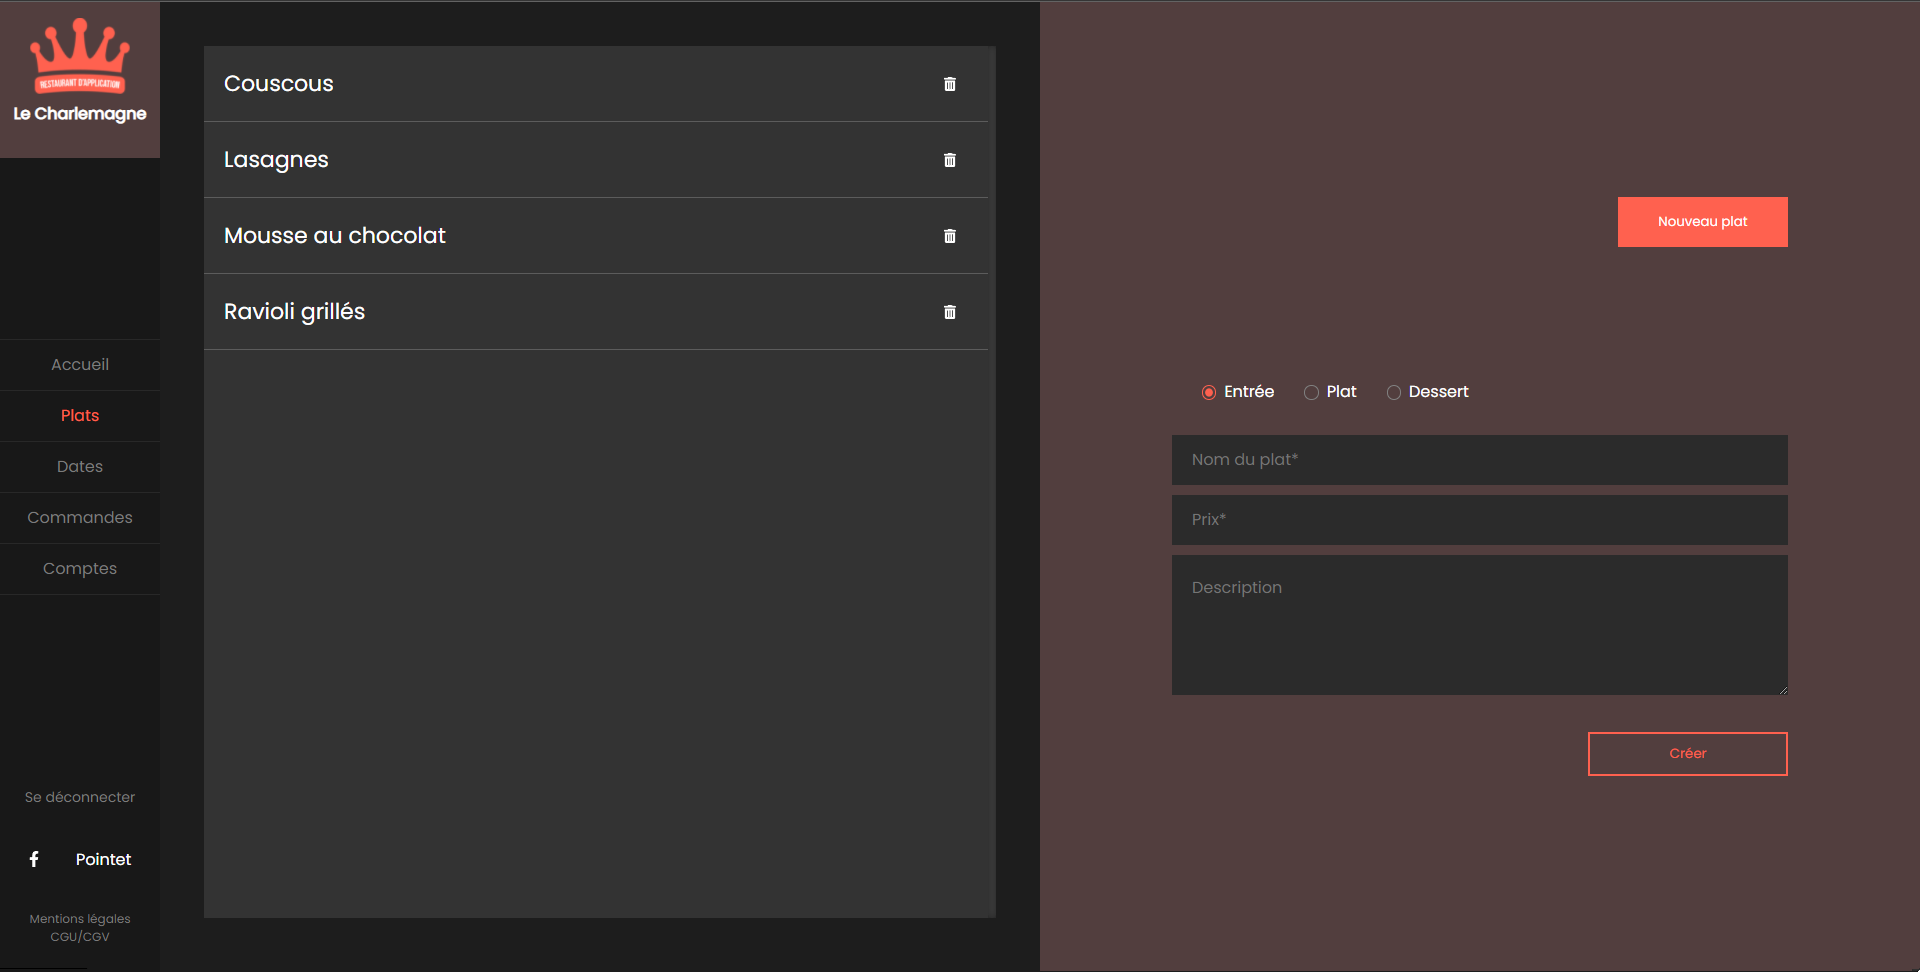 RESTAURANT D'APPLICATION
Le Charlemagne
Accueil
Plats
Dates
Commandes
Comptes
Se déconnecter
Pointet
Mentions légales
CGU/CGV
Couscous
Lasagnes
Mousse au chocolat
Ravioli grillés
Nouveau plat
Entrée Plat Dessert
Nom du plat*
Prix*
Description
Créer